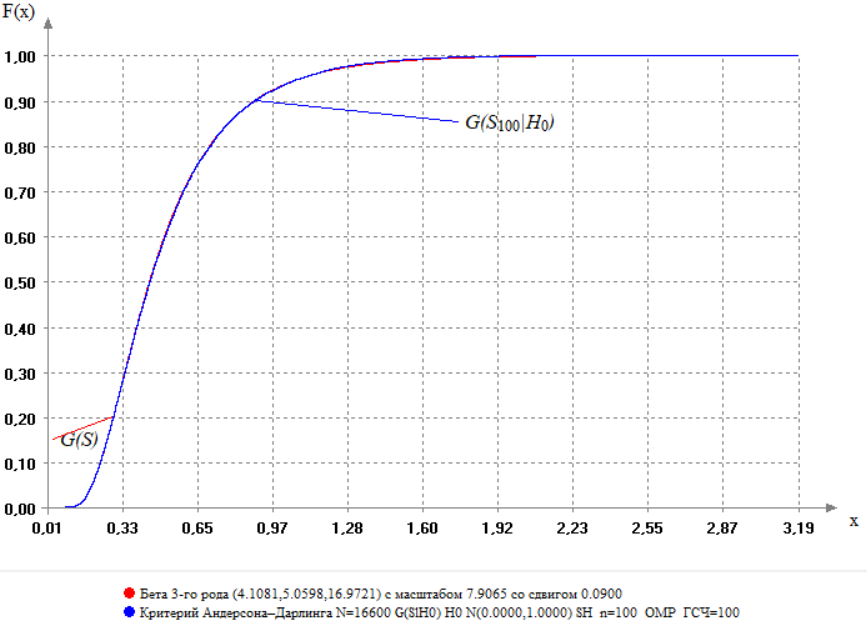 F(x)
1,00
0,90
G(S100|H0)
0,80
0,70
0,60
0,50
0,40
0,30
0,20
G(S)
0,10
0,00
0,01 0,33 0,65 0,97 1,28 1,60 1,92 2,23 2,55 2,87 3,19
x
Бета 3-го рода (4.1081,5.0598,16.9721) с масштабом 7.9065 со сдвигом 0.0900
Критерий Андерсона–Дарлинга N=16600 G(S|H0) H0 N(0.0000,1.0000) SH n=100 ОМР ГСЧ=100